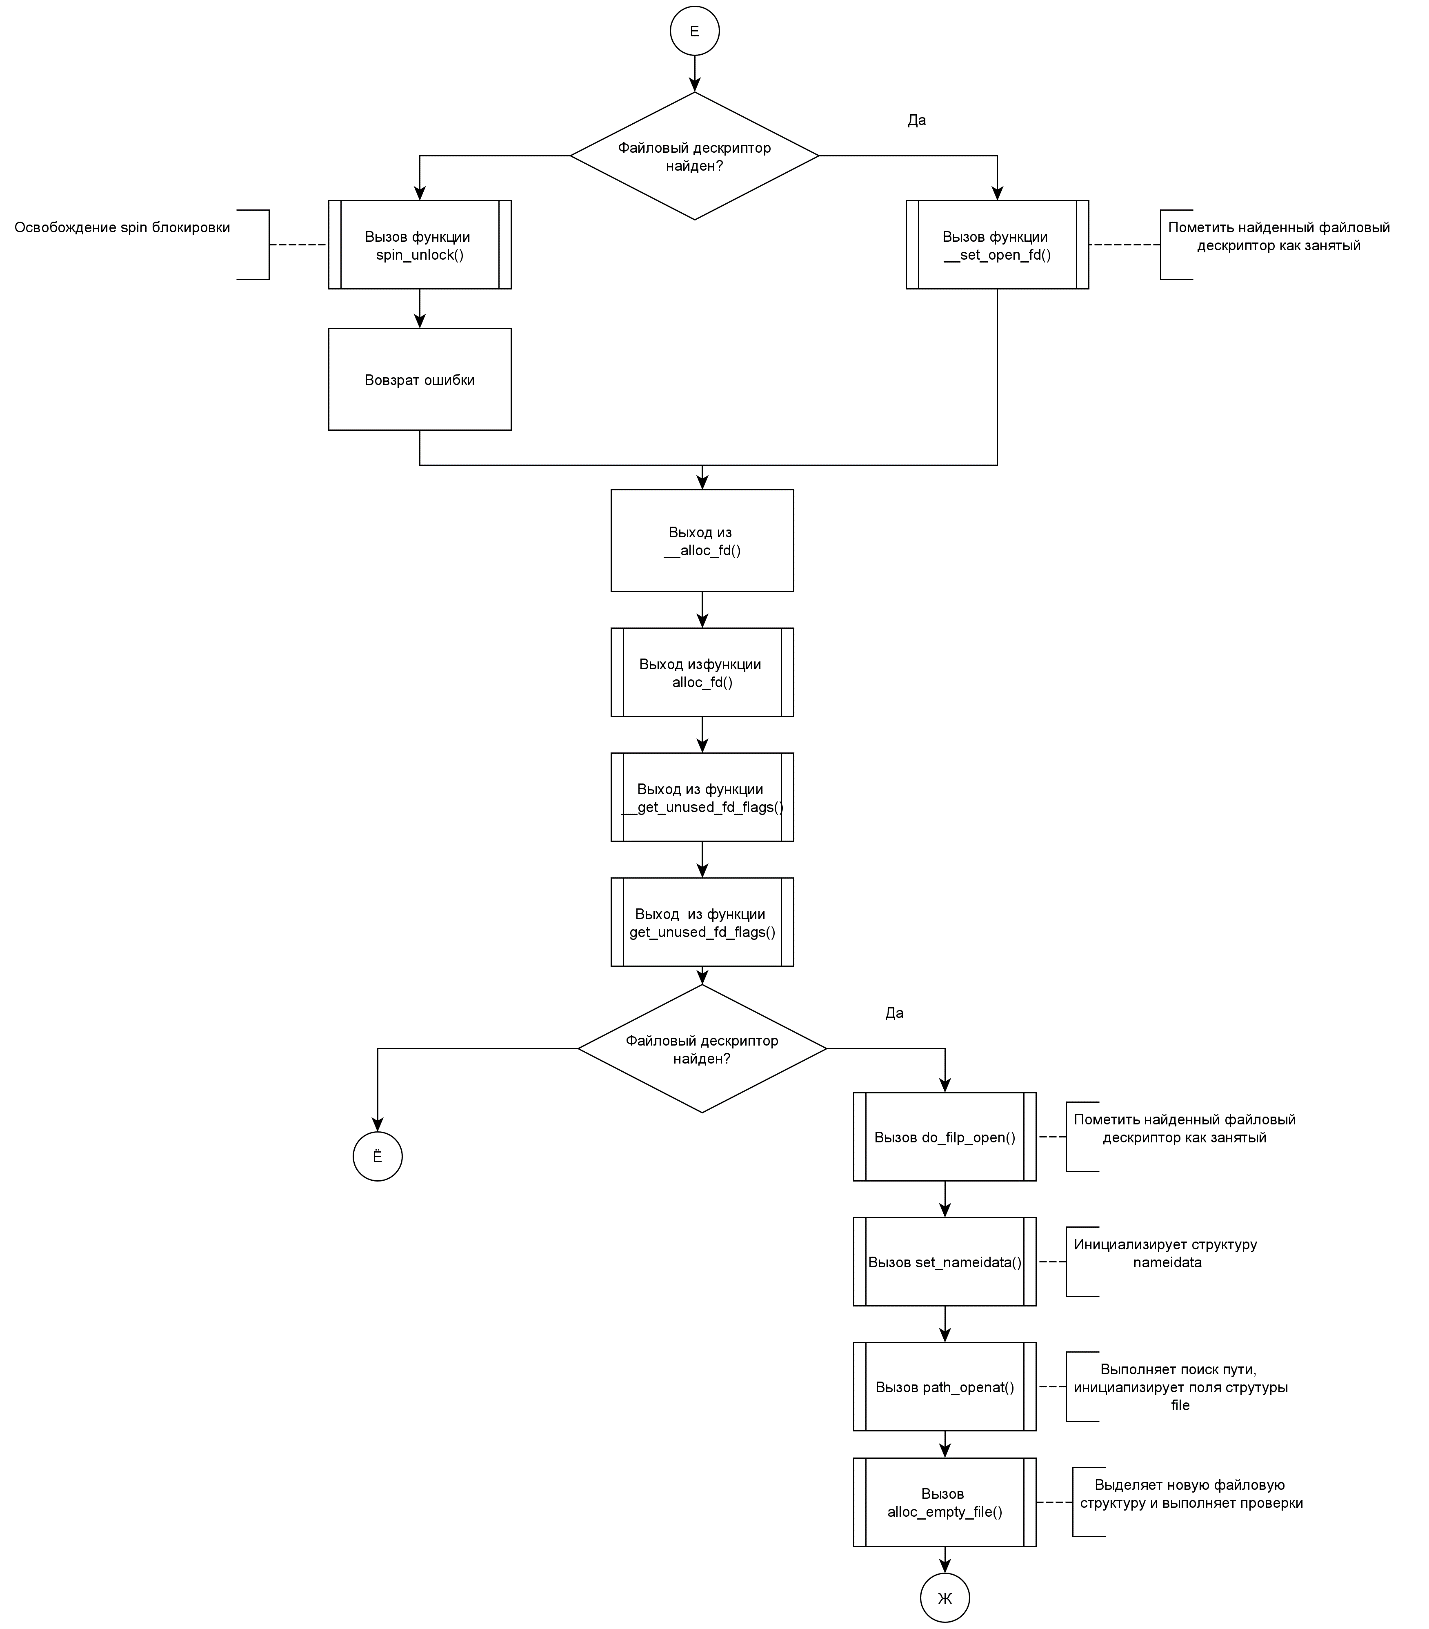 Е
Да
Файловый дескриптор
найден?
Освобождение spin блокировки
Вызов функции
spin_unlock()
Вызов функции
__set_open_fd()
Пометить найденный файловый
дескриптор как занятый
Вовзрат ошибки
Выход из
__alloc_fd()
Выход изфункции
alloc_fd()
Выход из функции
__get_unused_fd_flags()
Выход  из функции
get_unused_fd_flags()
Да
Файловый дескриптор
найден?
Ё
Вызов do_filp_open()
Пометить найденный файловый
дескриптор как занятый
Вызов set_nameidata()
Инициализирует структуру
nameidata
Вызов path_openat()
Выполняет поиск пути,
инициапизирует поля струтуры
file
Вызов
alloc_empty_file()
Выделяет новую файловую
структуру и выполняет проверки
Ж